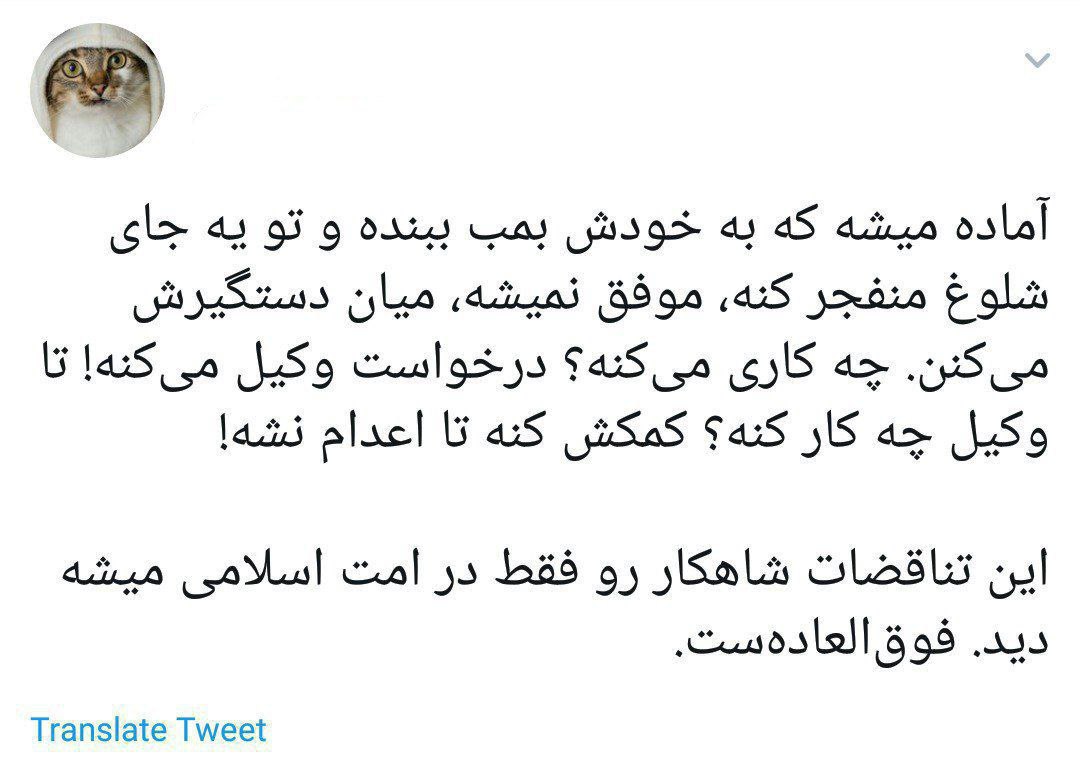 آماده میشه که به خودش بمب ببنده و تو یه جای
شلوغ منفجر کنه، موفق نمیشه، میان دستگیرش
می‌کنن. چه کاری می‌کنه؟ درخواست وکیل می‌کنه! تا
وکیل چه کار کنه؟ کمکش کنه تا اعدام نشه!
این تناقضات شاهکار رو فقط در امت اسلامی میشه
دید. فوق‌العاده‌ست.
Translate Tweet